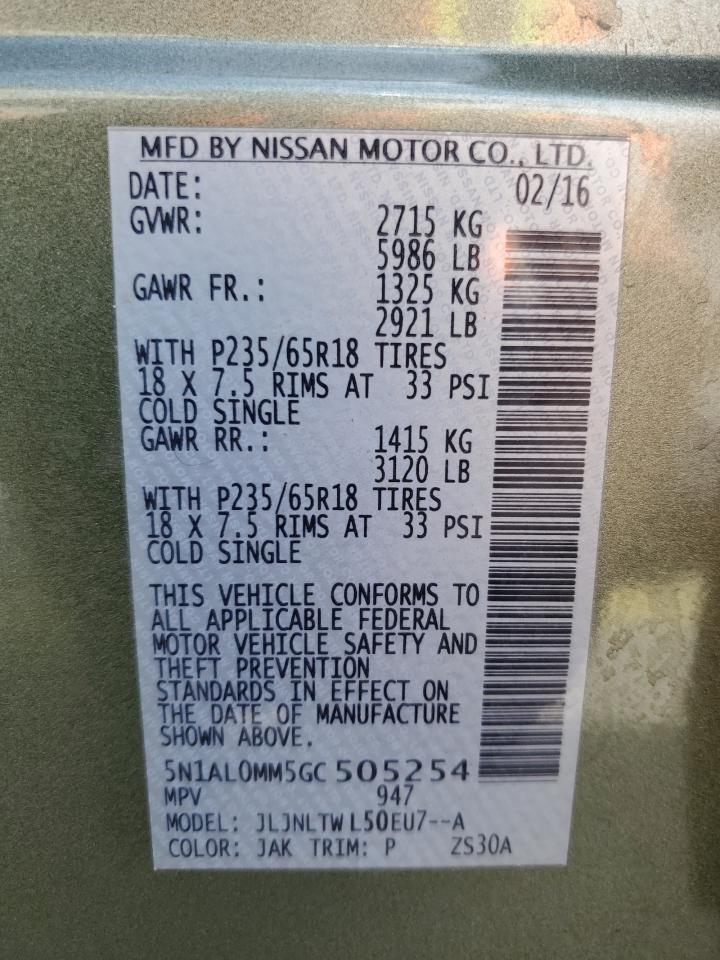 MFD BY NISSAN MOTOR CO., LTD.
DATE: 02/16
GVWR: 2715 KG
5986 LB
GAWR FR.: 1325 KG
2921 LB
WITH P235/65R18 TIRES
18 X 7.5 RIMS AT 33 PSI
COLD SINGLE
GAWR RR.: 1415 KG
3120 LB
WITH P235/65R18 TIRES
18 X 7.5 RIMS AT 33 PSI
COLD SINGLE
THIS VEHICLE CONFORMS TO
ALL APPLICABLE FEDERAL
MOTOR VEHICLE SAFETY AND
THEFT PREVENTION
STANDARDS IN EFFECT ON
THE DATE OF MANUFACTURE
SHOWN ABOVE.
5N1AL0MM5GC 505254
MPV 947
MODEL: JLJNLTW L50EU7--A
COLOR: JAK TRIM: P ZS30A